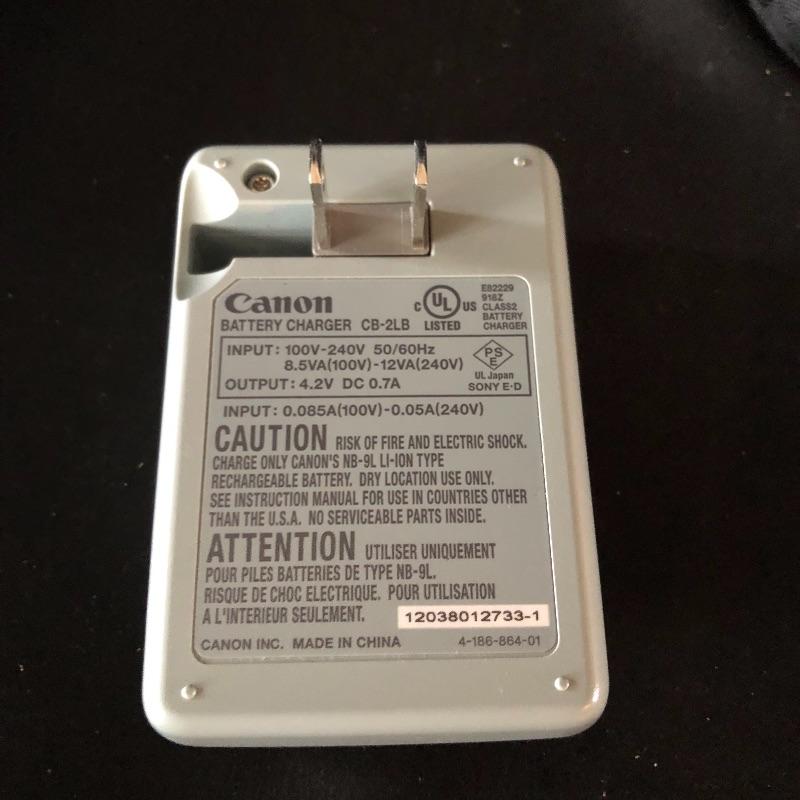 Canon
BATTERY CHARGER CB-2LB
C UL US
LISTED
E82229
918Z
CLASS2
BATTERY
CHARGER
INPUT: 100V-240V 50/60Hz
8.5VA(100V)-12VA(240V)
OUTPUT: 4.2V DC 0.7A
PS
E
UL Japan
SONY E·D
INPUT: 0.085A(100V)-0.05A(240V)
CAUTION RISK OF FIRE AND ELECTRIC SHOCK.
CHARGE ONLY CANON'S NB-9L LI-ION TYPE
RECHARGEABLE BATTERY. DRY LOCATION USE ONLY.
SEE INSTRUCTION MANUAL FOR USE IN COUNTRIES OTHER
THAN THE U.S.A. NO SERVICEABLE PARTS INSIDE.
ATTENTION UTILISER UNIQUEMENT
POUR PILES BATTERIES DE TYPE NB-9L.
RISQUE DE CHOC ELECTRIQUE. POUR UTILISATION
A L'INTERIEUR SEULEMENT. 12038012733-1
CANON INC. MADE IN CHINA 4-186-864-01